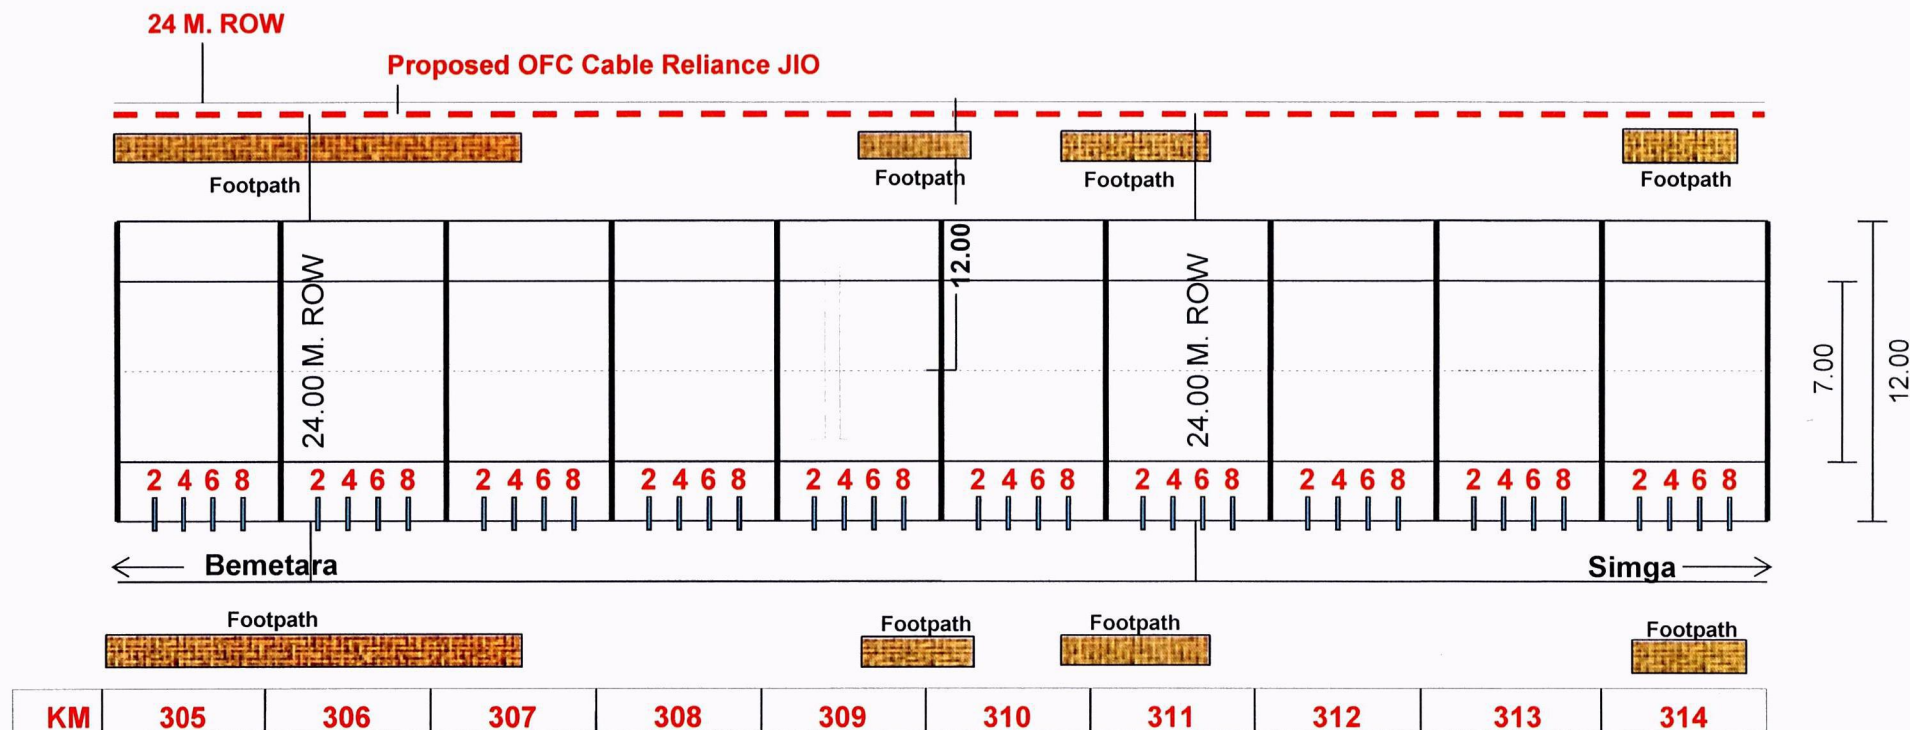 24 M. ROW
Proposed OFC Cable Reliance JIO
Footpath
Footpath
Footpath
Footpath
24.00 M. ROW
12.00
24.00 M. ROW
7.00
12.00
2 4 6 8 2 4 6 8 2 4 6 8 2 4 6 8 2 4 6 8 2 4 6 8 2 4 6 8 2 4 6 8 2 4 6 8 2 4 6 8
Bemetara
Simga
Footpath
Footpath
Footpath
Footpath
KM 305 306 307 308 309 310 311 312 313 314